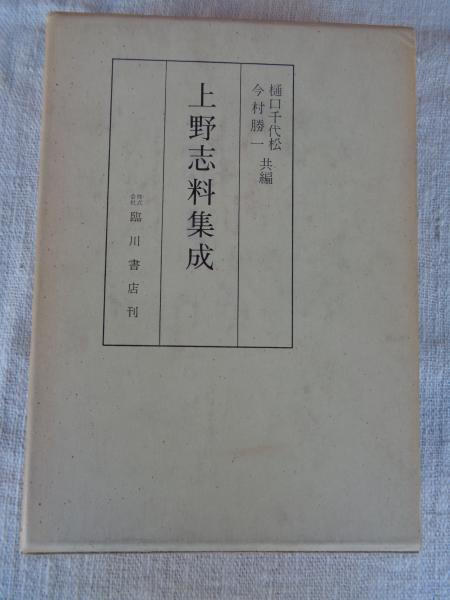 樋口千代松
今村勝一 共編
上野志料集成
株式会社 臨川書店刊